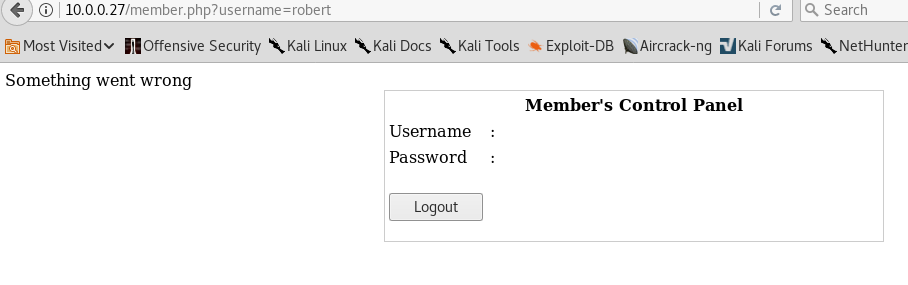 10.0.0.27/member.php?username=robert
Search
Most Visited Offensive Security Kali Linux Kali Docs Kali Tools Exploit-DB Aircrack-ng Kali Forums NetHunter
Something went wrong
Member's Control Panel
Username :
Password :
Logout